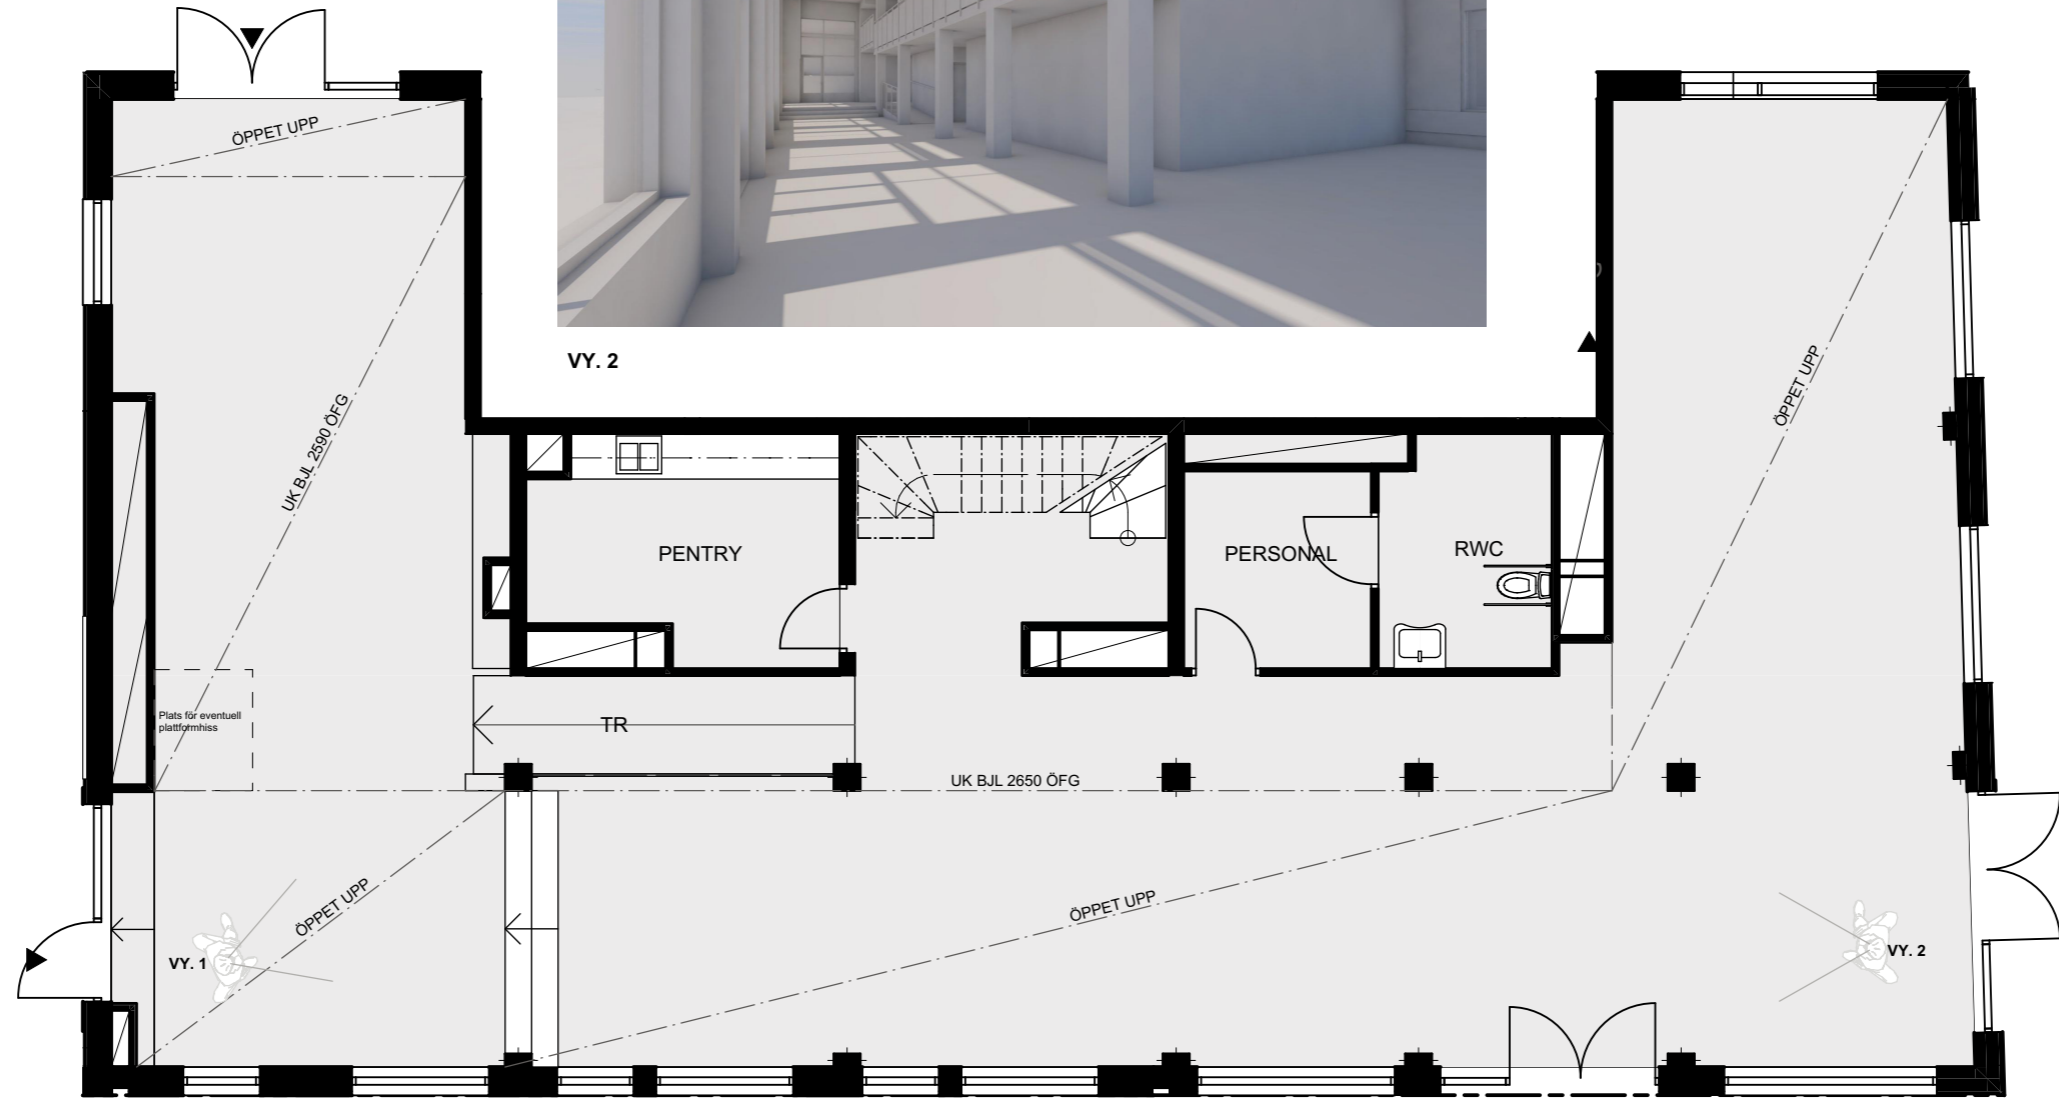 ÖPPET UPP
VY. 2
UK BJL 2590 ÖFG
ÖPPET UPP
PENTRY
PERSONAL
RWC
Plats för eventuell
plattformhiss
TR
UK BJL 2650 ÖFG
ÖPPET UPP
ÖPPET UPP
VY. 1
VY. 2